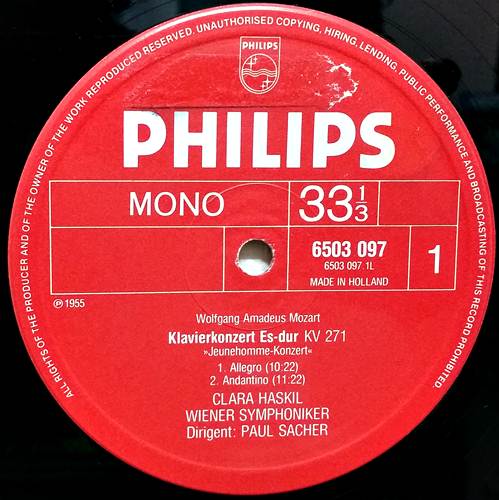 ALL RIGHTS OF THE PRODUCER AND OF THE OWNER OF THE WORK REPRODUCED RESERVED. UNAUTHORISED COPYING, HIRING, LENDING, PUBLIC PERFORMANCE AND BROADCASTING OF THIS RECORD PROHIBITED
PHILIPS
PHILIPS
MONO
33 1/3
6503 097
6503 097 1L
MADE IN HOLLAND
1
℗ 1955
Wolfgang Amadeus Mozart
Klavierkonzert Es-dur KV 271
»Jeunehomme-Konzert«
1. Allegro (10:22)
2. Andantino (11:22)
CLARA HASKIL
WIENER SYMPHONIKER
Dirigent: PAUL SACHER